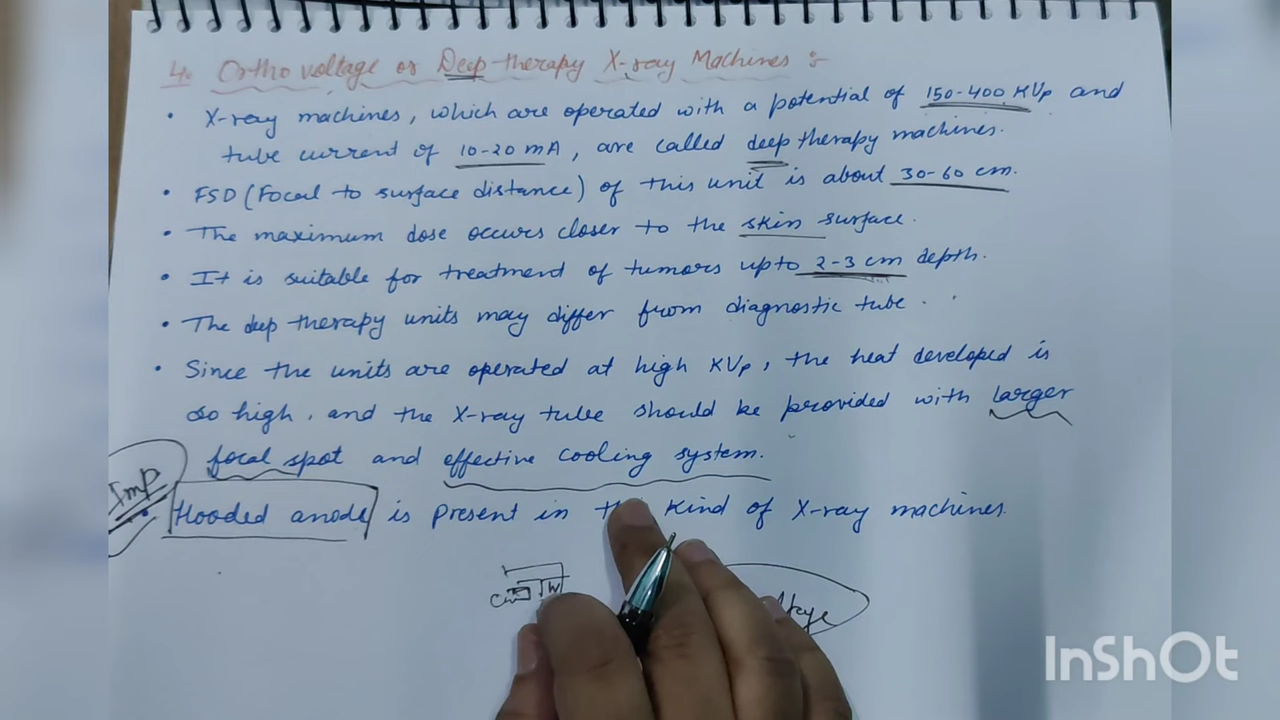 4. Ortho voltage or Deep therapy X-ray Machines :-
• X-ray machines, which are operated with a potential of 150-400 KVp and
tube current of 10-20 mA, are called deep therapy machines.
• FSD (Focal to surface distance) of this unit is about 30-60 cm.
• The maximum dose occurs closer to the skin surface.
• It is suitable for treatment of tumors upto 2-3 cm depth.
• The deep therapy units may differ from diagnostic tube.
• Since the units are operated at high KVp, the heat developed is
so high, and the X-ray tube should be provided with larger
focal spot and effective cooling system.
Imp
• Hooded anode is present in kind of X-ray machines.
InShOt